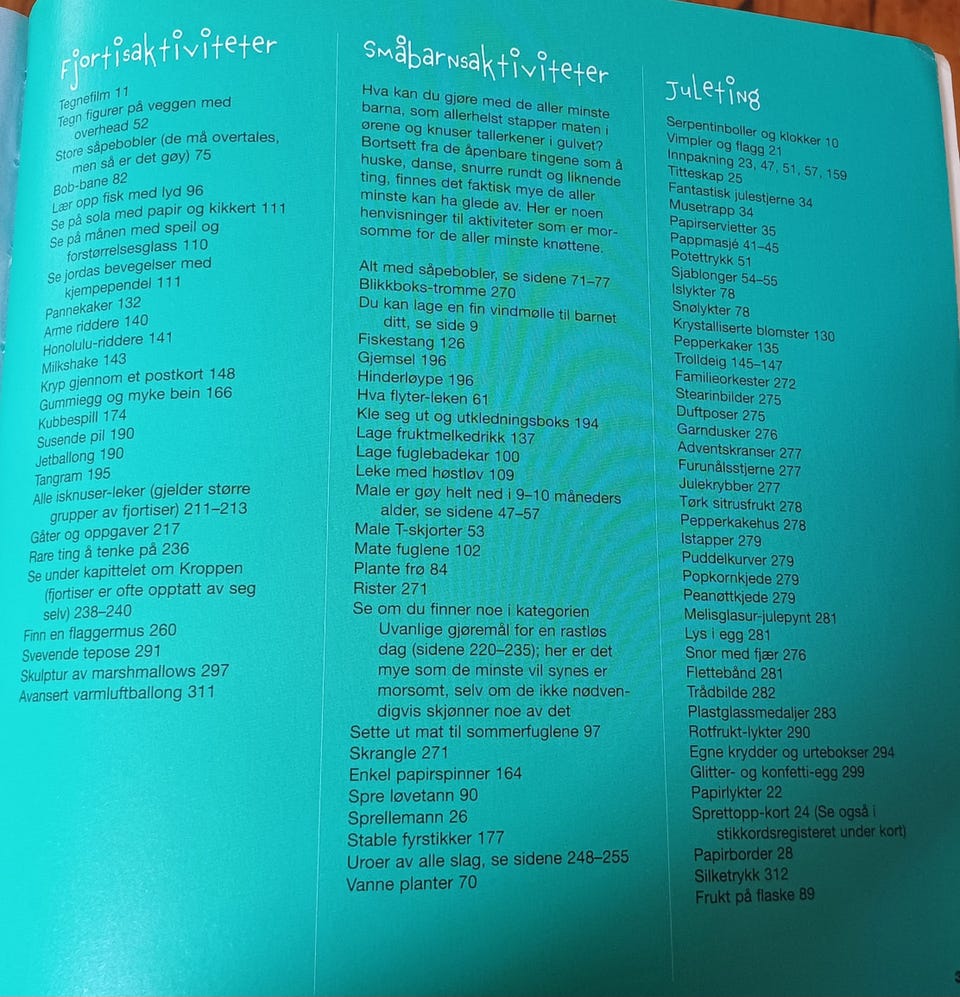 Fjortisaktiviteter
Tegnefilm 11
Tegn figurer på veggen med
overhead 52
Store såpebobler (de må overtales,
men så er det gøy) 75
Bob-bane 82
Lær opp fisk med lyd 96
Se på sola med papir og kikkert 111
Se på månen med speil og
forstørrelsesglass 110
Se jordas bevegelser med
kjempependel 111
Pannekaker 132
Arme riddere 140
Honolulu-riddere 141
Milkshake 143
Kryp gjennom et postkort 148
Gummiegg og myke bein 166
Kubbespill 174
Susende pil 190
Jetballong 190
Tangram 195
Alle isknuser-leker (gjelder større
grupper av fjortiser) 211–213
Gåter og oppgaver 217
Rare ting å tenke på 236
Se under kapittelet om Kroppen
(fjortiser er ofte opptatt av seg
selv) 238–240
Finn en flaggermus 260
Svevende tepose 291
Skulptur av marshmallows 297
Avansert varmluftballong 311
Småbarnsaktiviteter
Hva kan du gjøre med de aller minste
barna, som allerhelst stapper maten i
ørene og knuser tallerkener i gulvet?
Bortsett fra de åpenbare tingene som å
huske, danse, snurre rundt og liknende
ting, finnes det faktisk mye de aller
minste kan ha glede av. Her er noen
henvisninger til aktiviteter som er mor-
somme for de aller minste knøttene.
Alt med såpebobler, se sidene 71–77
Blikkboks-tromme 270
Du kan lage en fin vindmølle til barnet
ditt, se side 9
Fiskestang 126
Gjemsel 196
Hinderløype 196
Hva flyter-leken 61
Kle seg ut og utkledningsboks 194
Lage fruktmelkedrikk 137
Lage fuglebadekar 100
Leke med høstløv 109
Male er gøy helt ned i 9–10 måneders
alder, se sidene 47–57
Male T-skjorter 53
Mate fuglene 102
Plante frø 84
Rister 271
Se om du finner noe i kategorien
Uvanlige gjøremål for en rastløs
dag (sidene 220–235); her er det
mye som de minste vil synes er
morsomt, selv om de ikke nødven-
digvis skjønner noe av det
Sette ut mat til sommerfuglene 97
Skrangle 271
Enkel papirspinner 164
Spre løvetann 90
Sprellemann 26
Stable fyrstikker 177
Uroer av alle slag, se sidene 248–255
Vanne planter 70
Juleting
Serpentinboller og klokker 10
Vimpler og flagg 21
Innpakning 23, 47, 51, 57, 159
Titteskap 25
Fantastisk julestjerne 34
Musetrapp 34
Papirservietter 35
Pappmasjé 41–45
Potettrykk 51
Sjablonger 54–55
Islykter 78
Snølykter 78
Krystalliserte blomster 130
Pepperkaker 135
Trolldeig 145–147
Familieorkester 272
Stearinbilder 275
Duftposer 275
Garndusker 276
Adventskranser 277
Furunålsstjerne 277
Julekrybber 277
Tørk sitrusfrukt 278
Pepperkakehus 278
Istapper 279
Puddelkurver 279
Popkornkjede 279
Peanøttkjede 279
Melisglasur-julepynt 281
Lys i egg 281
Snor med fjær 276
Flettebånd 281
Trådbilde 282
Plastglassmedaljer 283
Rotfrukt-lykter 290
Egne krydder og urtebokser 294
Glitter- og konfetti-egg 299
Papirlykter 22
Sprettopp-kort 24 (Se også i
stikkordsregisteret under kort)
Papirborder 28
Silketrykk 312
Frukt på flaske 89